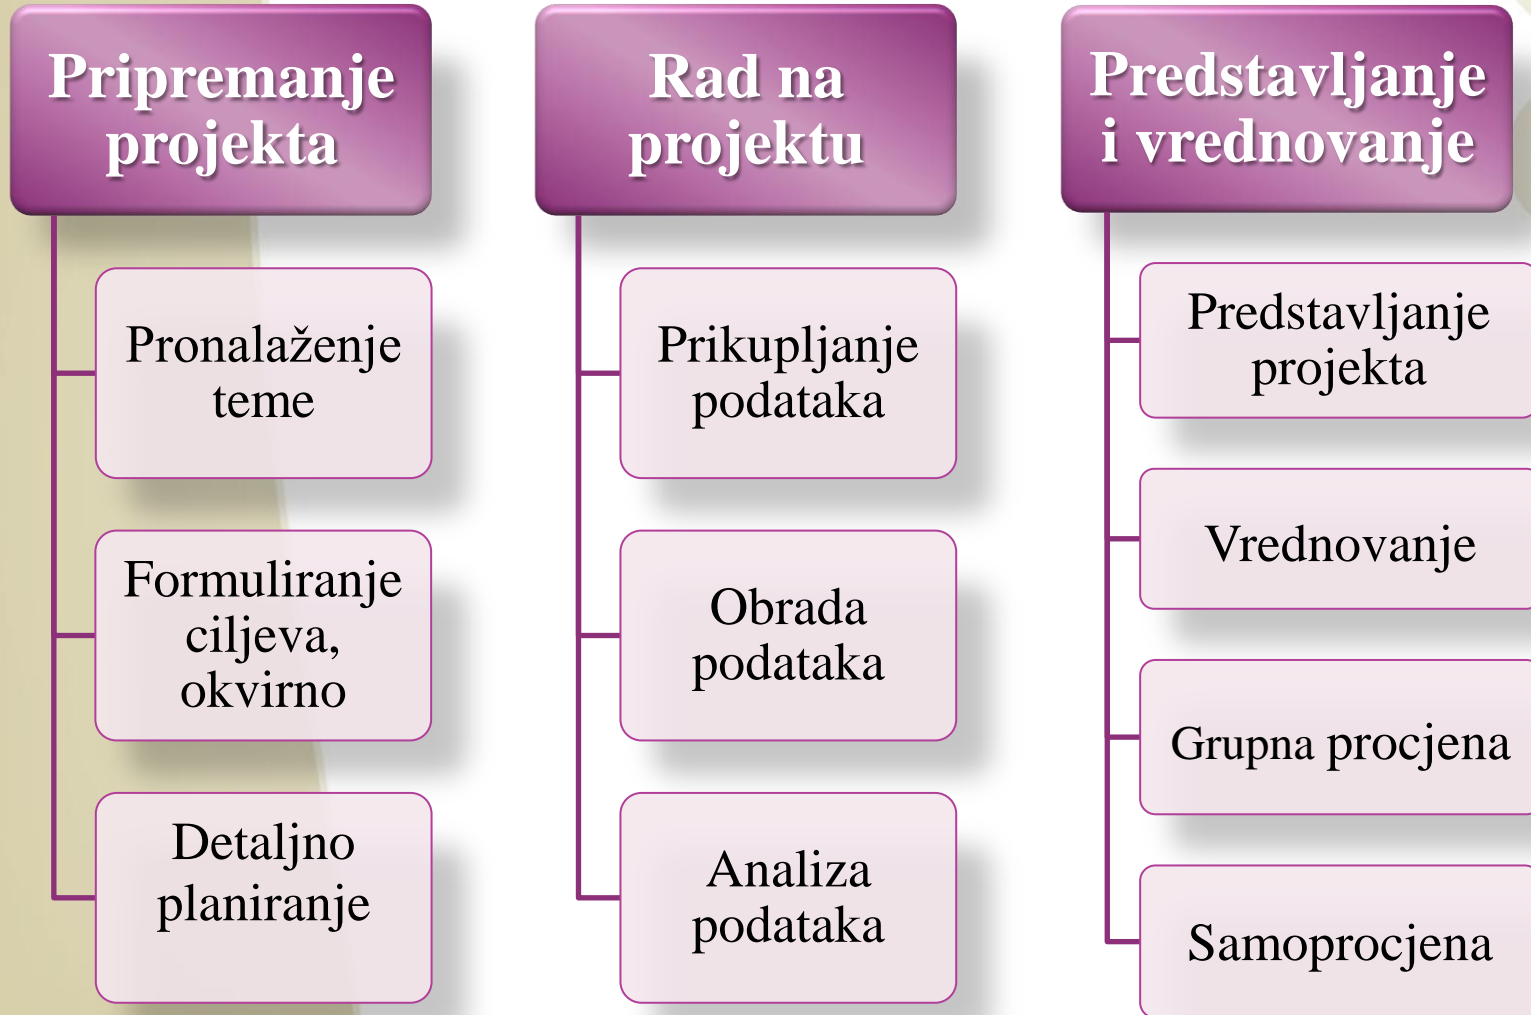 Pripremanje
projekta
Pronalaženje
teme
Formuliranje
ciljeva,
okvirno
Detaljno
planiranje
Rad na
projektu
Prikupljanje
podataka
Obrada
podataka
Analiza
podataka
Predstavljanje
i vrednovanje
Predstavljanje
projekta
Vrednovanje
Grupna procjena
Samoprocjena